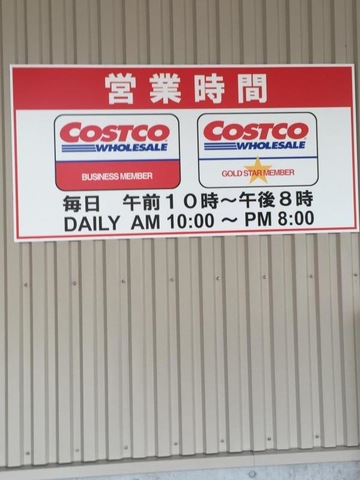 営業時間
COSTCO WHOLESALE BUSINESS MEMBER
COSTCO WHOLESALE GOLD STAR MEMBER
毎日 午前10時~午後8時
DAILY AM 10:00 ~ PM 8:00